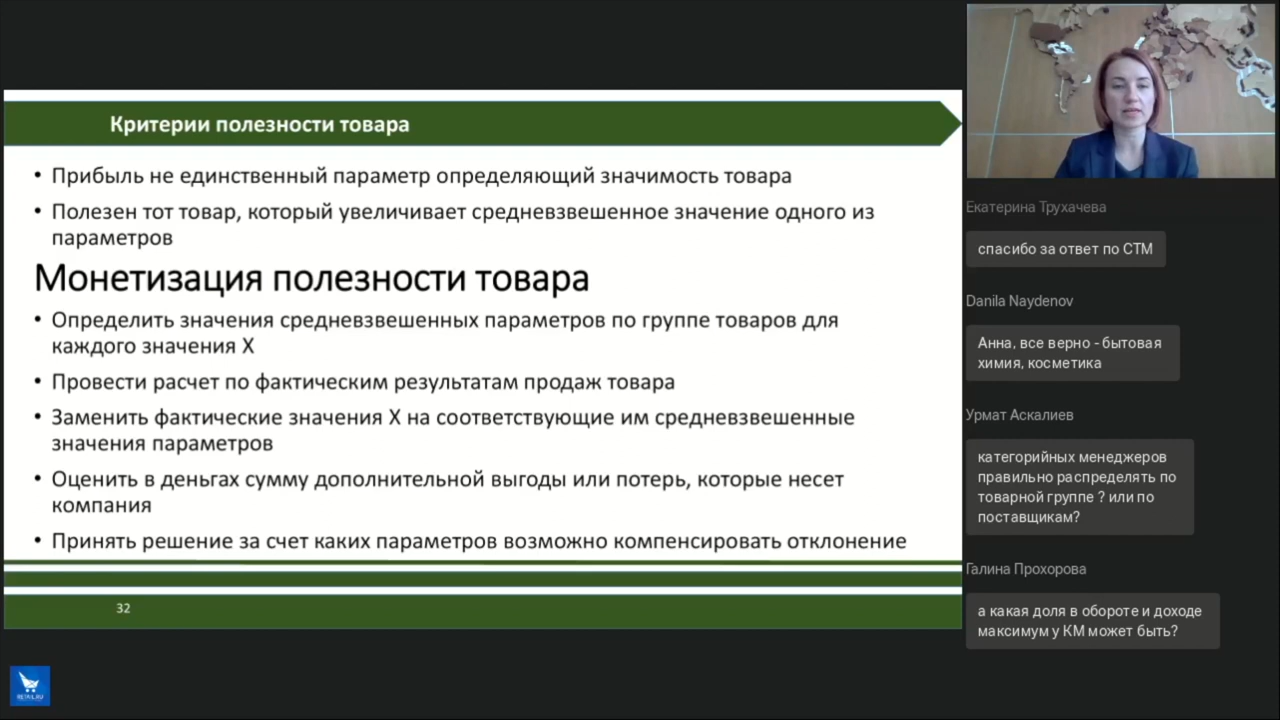 Критерии полезности товара
• Прибыль не единственный параметр определяющий значимость товара
• Полезен тот товар, который увеличивает средневзвешенное значение одного из
параметров
Монетизация полезности товара
• Определить значения средневзвешенных параметров по группе товаров для
каждого значения Х
• Провести расчет по фактическим результатам продаж товара
• Заменить фактические значения Х на соответствующие им средневзвешенные
значения параметров
• Оценить в деньгах сумму дополнительной выгоды или потерь, которые несет
компания
• Принять решение за счет каких параметров возможно компенсировать отклонение
32
Екатерина Трухачева
спасибо за ответ по СТМ
Danila Naydenov
Анна, все верно - бытовая
химия, косметика
Урмат Аскалиев
категорийных менеджеров
правильно распределять по
товарной группе ? или по
поставщикам?
Галина Прохорова
а какая доля в обороте и доходе
максимум у КМ может быть?
RETAIL.RU